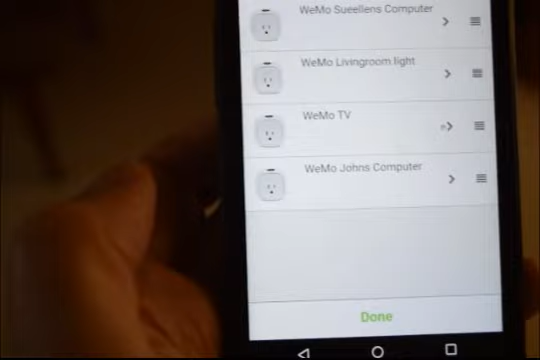 WeMo Sueellens Computer
WeMo Livingroom light
WeMo TV
WeMo Johns Computer
Done